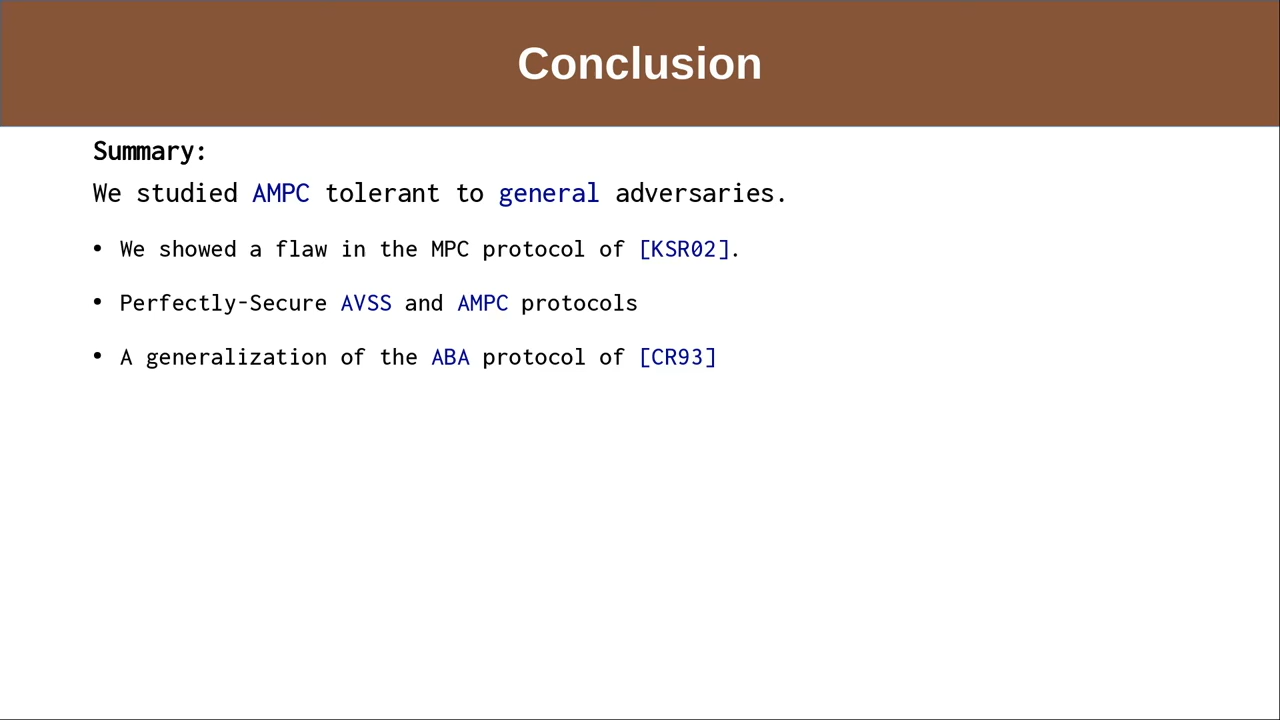 Conclusion
Summary:
We studied AMPC tolerant to general adversaries.
• We showed a flaw in the MPC protocol of [KSR02].
• Perfectly-Secure AVSS and AMPC protocols
• A generalization of the ABA protocol of [CR93]